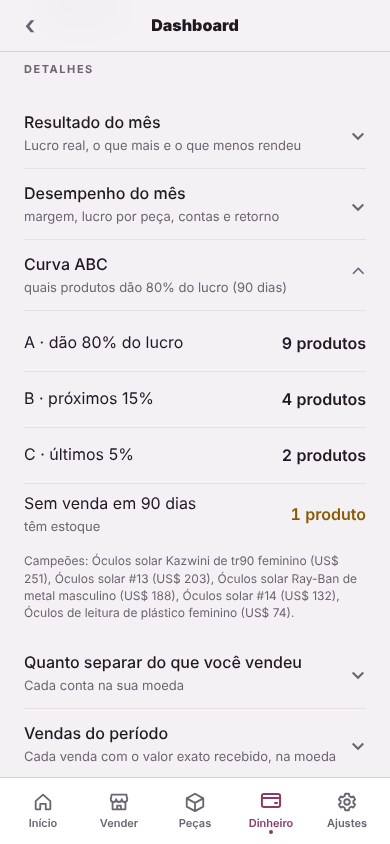 Dashboard
DETALHES
Resultado do mês
Lucro real, o que mais e o que menos rendeu
Desempenho do mês
margem, lucro por peça, contas e retorno
Curva ABC
quais produtos dão 80% do lucro (90 dias)
A · dão 80% do lucro 9 produtos
B · próximos 15% 4 produtos
C · últimos 5% 2 produtos
Sem venda em 90 dias 1 produto
têm estoque
Campeões: Óculos solar Kazwini de tr90 feminino (US$
251), Óculos solar #13 (US$ 203), Óculos solar Ray-Ban de
metal masculino (US$ 188), Óculos solar #14 (US$ 132),
Óculos de leitura de plástico feminino (US$ 74).
Quanto separar do que você vendeu
Cada conta na sua moeda
Vendas do período
Cada venda com o valor exato recebido, na moeda
Início Vender Peças Dinheiro Ajustes